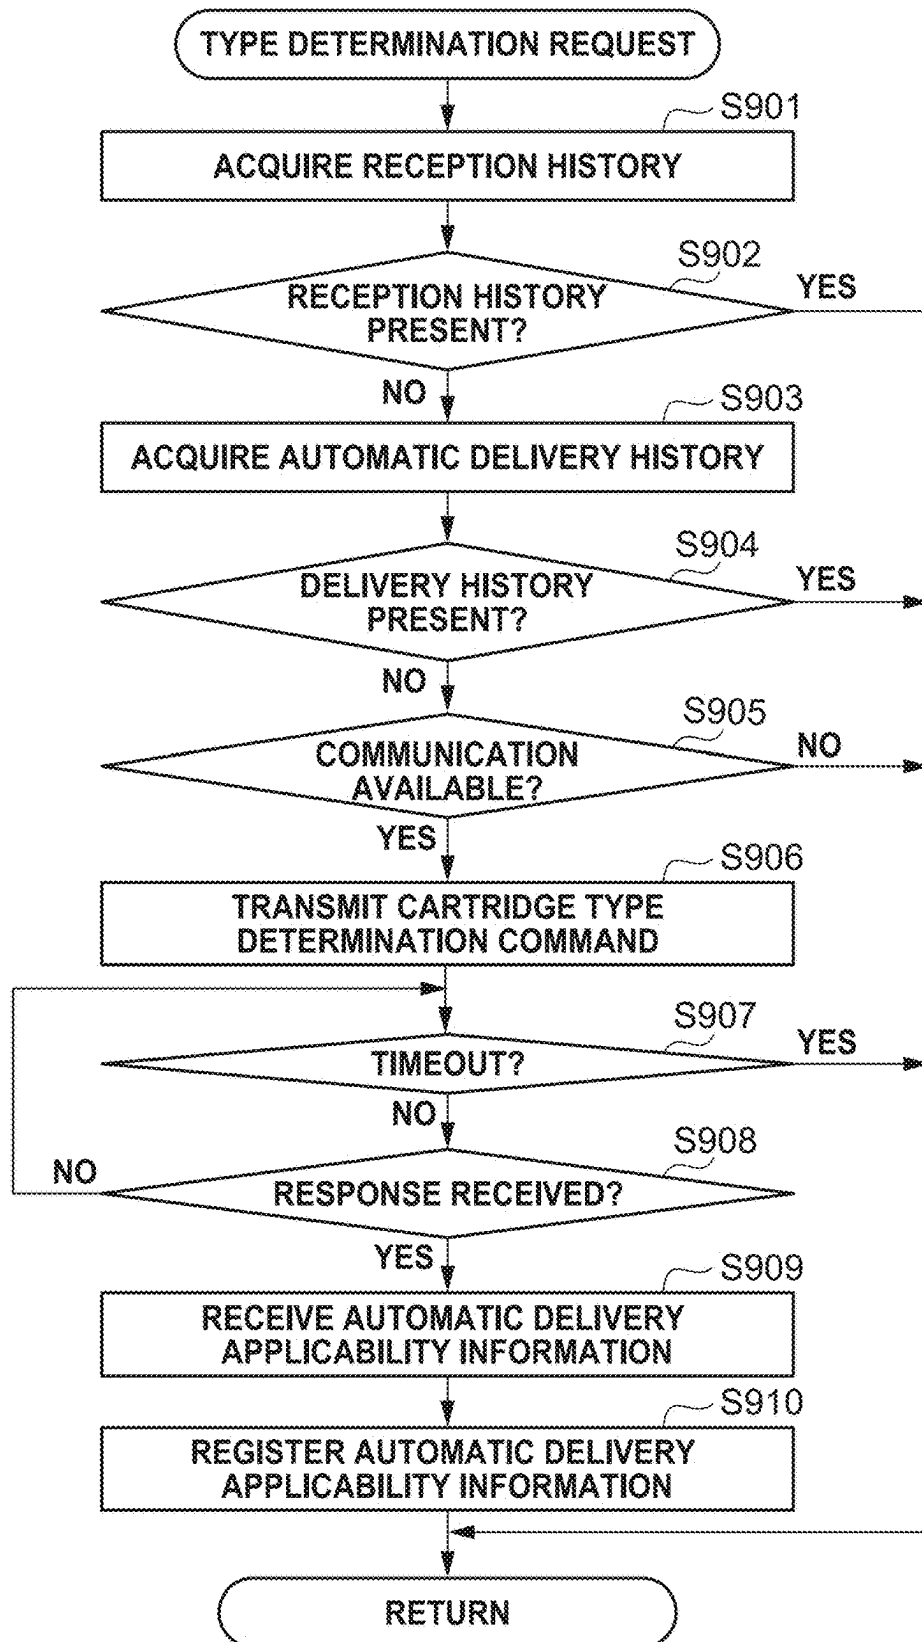 TYPE DETERMINATION REQUEST
S901
ACQUIRE RECEPTION HISTORY
S902
RECEPTION HISTORY
PRESENT?
YES
NO
S903
ACQUIRE AUTOMATIC DELIVERY HISTORY
S904
DELIVERY HISTORY
PRESENT?
YES
NO
S905
COMMUNICATION
AVAILABLE?
NO
YES
S906
TRANSMIT CARTRIDGE TYPE
DETERMINATION COMMAND
S907
TIMEOUT?
YES
NO
S908
RESPONSE RECEIVED?
NO
YES
S909
RECEIVE AUTOMATIC DELIVERY
APPLICABILITY INFORMATION
S910
REGISTER AUTOMATIC DELIVERY
APPLICABILITY INFORMATION
RETURN